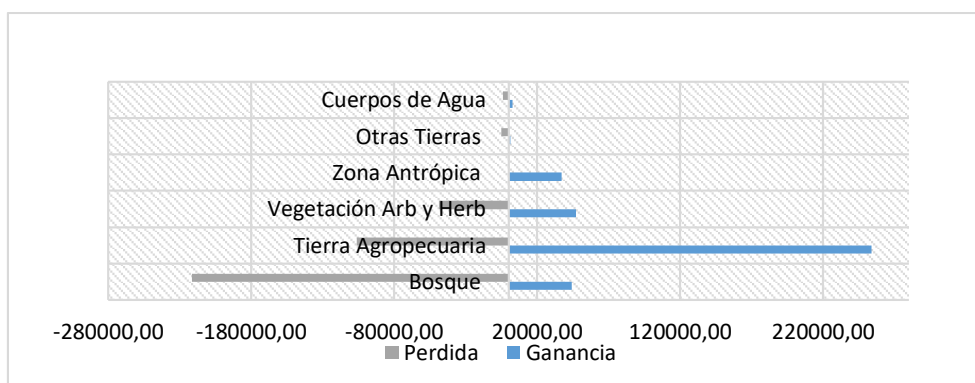 Cuerpos de Agua
Otras Tierras
Zona Antrópica
Vegetación Arb y Herb
Tierra Agropecuaria
Bosque
-280000,00 -180000,00 -80000,00 20000,00 120000,00 220000,00
Perdida Ganancia